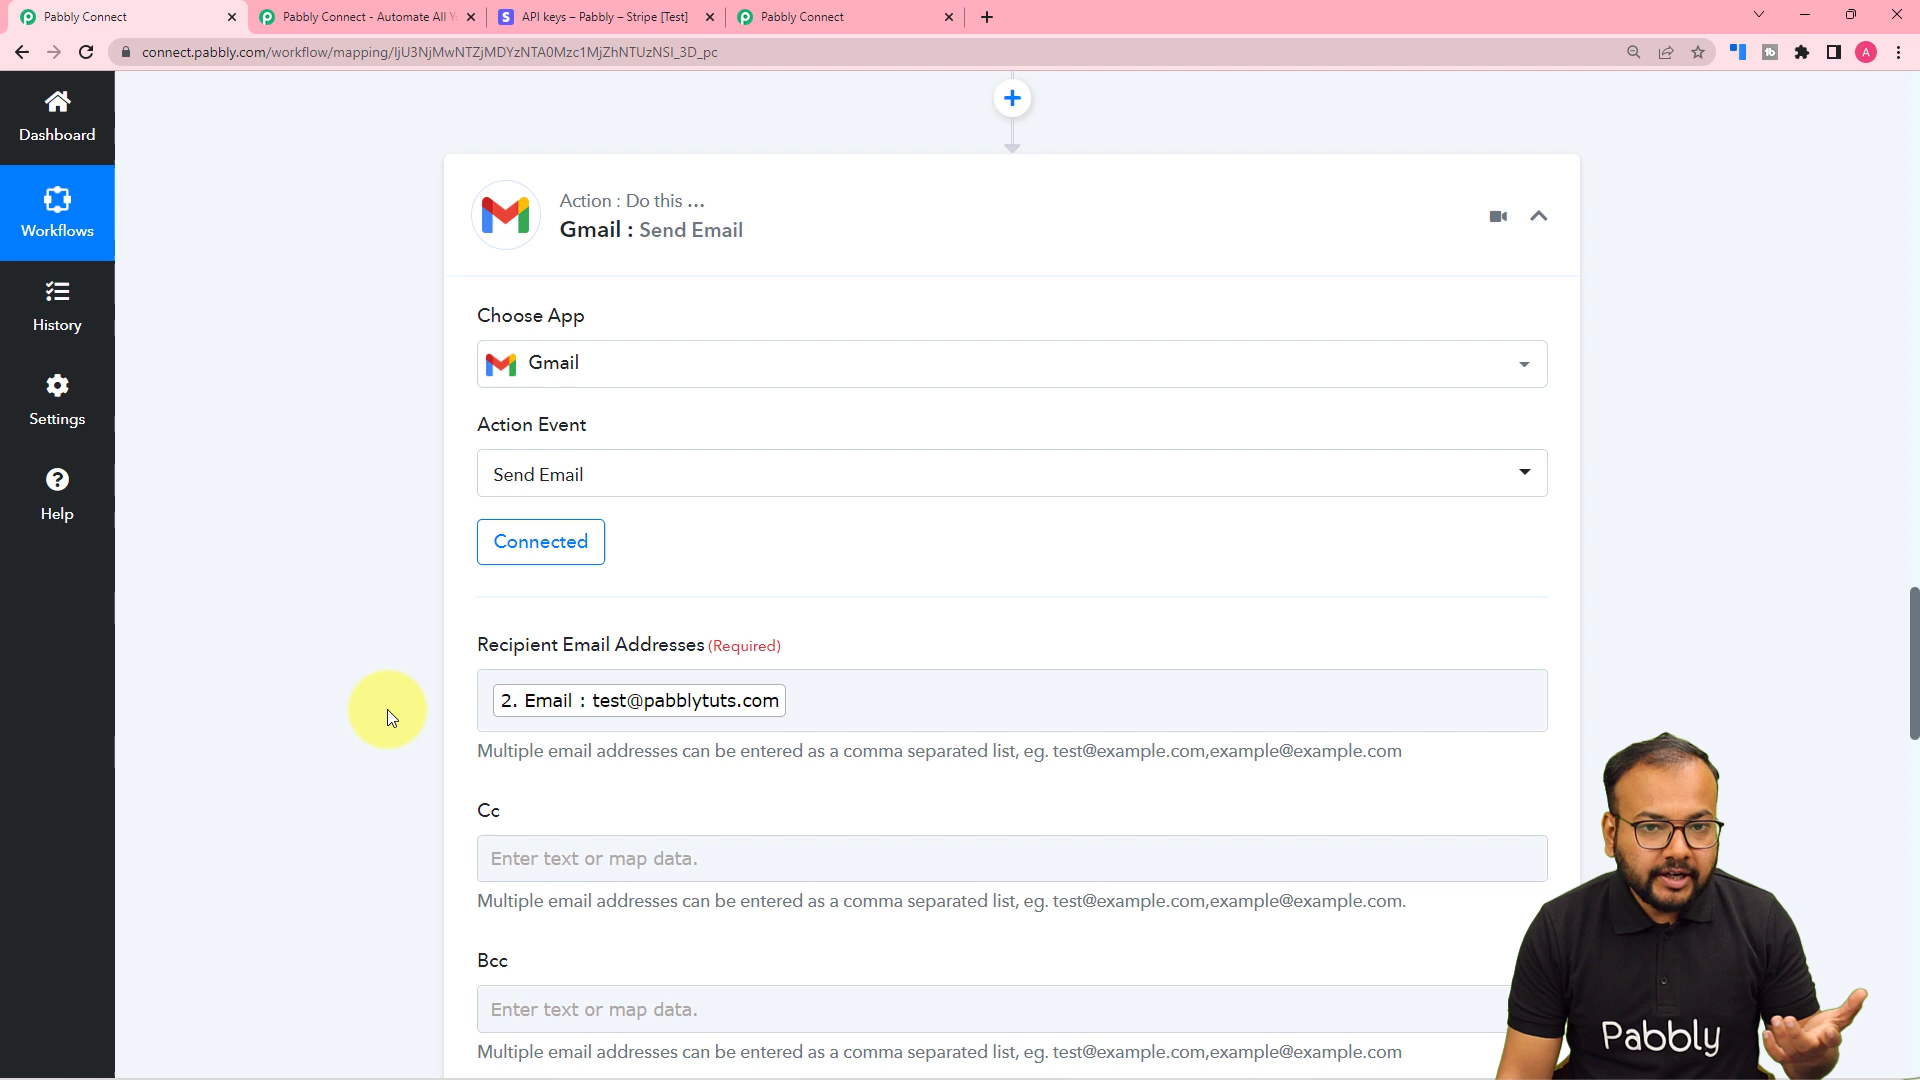 Pabbly Connect
Pabbly Connect - Automate All Y
API keys – Pabbly – Stripe [Test]
Pabbly Connect
connect.pabbly.com/workflow/mapping/IjU3NjMwNTZjMDYzNTA0Mzc1MjZhNTUzNSI_3D_pc
A
Dashboard
Workflows
History
Settings
Help
Action : Do this ...
Gmail : Send Email
Choose App
Gmail
Action Event
Send Email
Connected
Recipient Email Addresses (Required)
2. Email : test@pabblytuts.com
Multiple email addresses can be entered as a comma separated list, eg. test@example.com,example@example.com
Cc
Enter text or map data.
Multiple email addresses can be entered as a comma separated list, eg. test@example.com,example@example.com.
Bcc
Enter text or map data.
Multiple email addresses can be entered as a comma separated list, eg. test@example.com,example@example.com
Pabbly